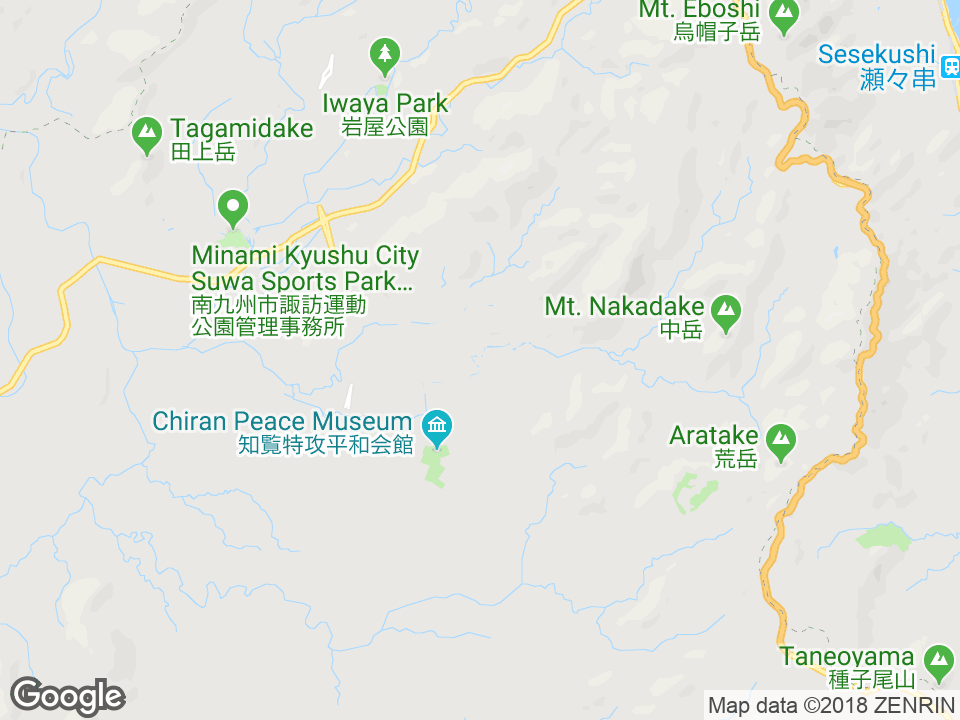 Mt. Eboshi
烏帽子岳
Sesekushi
瀬々串
Iwaya Park
岩屋公園
Tagamidake
田上岳
Minami Kyushu City
Suwa Sports Park...
南九州市諏訪運動
公園管理事務所
Mt. Nakadake
中岳
Chiran Peace Museum
知覧特攻平和会館
Aratake
荒岳
Taneoyama
種子尾山
Google
Map data ©2018 ZENRIN